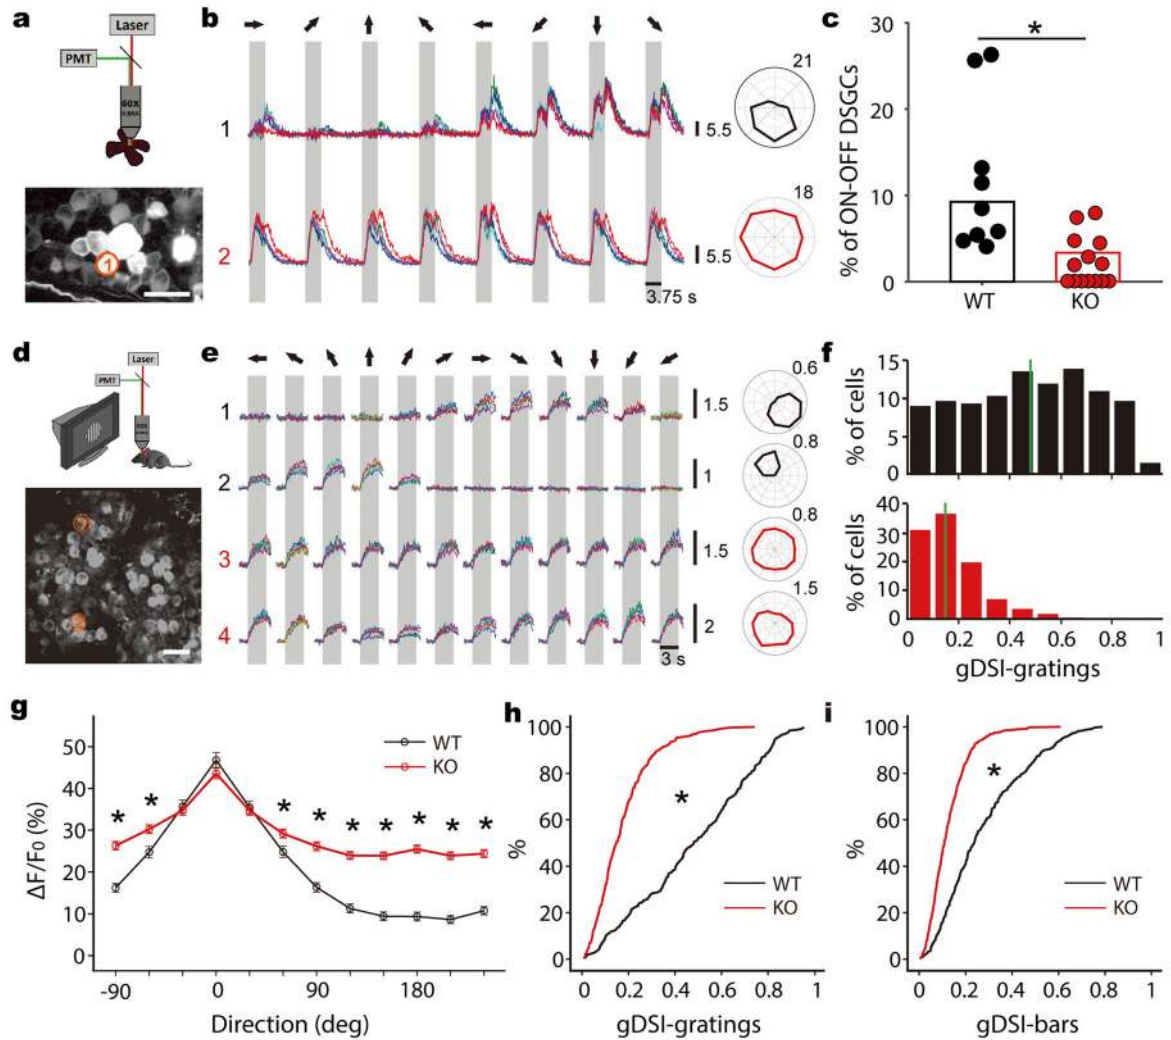 a
Laser
PMT
60X
1
b
1
5.5
21
2
5.5
18
3.75 s
c
% of ON-OFF DSGCs
30
20
10
0
*
WT
KO
d
Laser
PMT
e
1
1.5
0.6
2
1
0.8
3
1.5
0.8
4
2
1.5
3 s
f
% of cells
15
10
5
0
% of cells
40
30
20
10
0
0 0.2 0.4 0.6 0.8 1
gDSI-gratings
g
ΔF/F0 (%)
50
40
30
20
10
0
WT
KO
* * * * * * * *
-90 0 90 180
Direction (deg)
h
%
100
80
60
40
20
0
*
WT
KO
0 0.2 0.4 0.6 0.8 1
gDSI-gratings
i
%
100
80
60
40
20
0
*
WT
KO
0 0.2 0.4 0.6 0.8 1
gDSI-bars